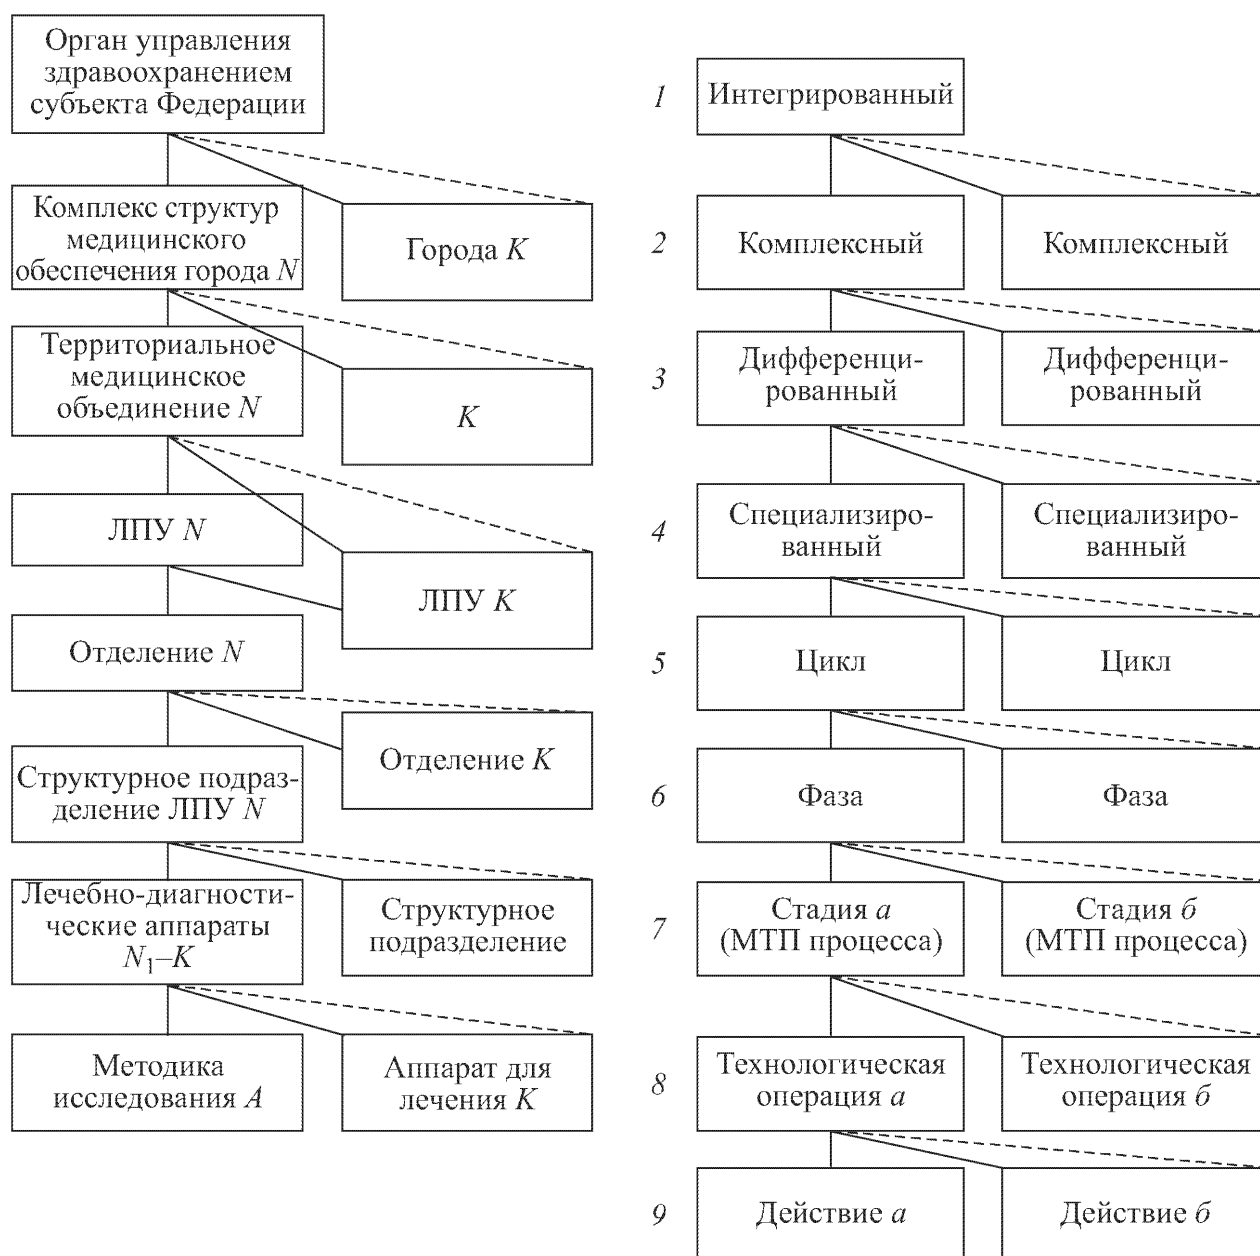 Орган управления
здравоохранением
субъекта Федерации
Комплекс структур
медицинского
обеспечения города N
Города K
Территориальное
медицинское
объединение N
K
ЛПУ N
ЛПУ K
Отделение N
Отделение K
Структурное подраз-
деление ЛПУ N
Лечебно-диагности-
ческие аппараты
N₁–K
Структурное
подразделение
Методика
исследования А
Аппарат для
лечения K
1
Интегрированный
2
Комплексный
Комплексный
3
Дифференци-
рованный
Дифференци-
рованный
4
Специализиро-
ванный
Специализиро-
ванный
5
Цикл
Цикл
6
Фаза
Фаза
7
Стадия а
(МТП процесса)
Стадия б
(МТП процесса)
8
Технологическая
операция а
Технологическая
операция б
9
Действие а
Действие б